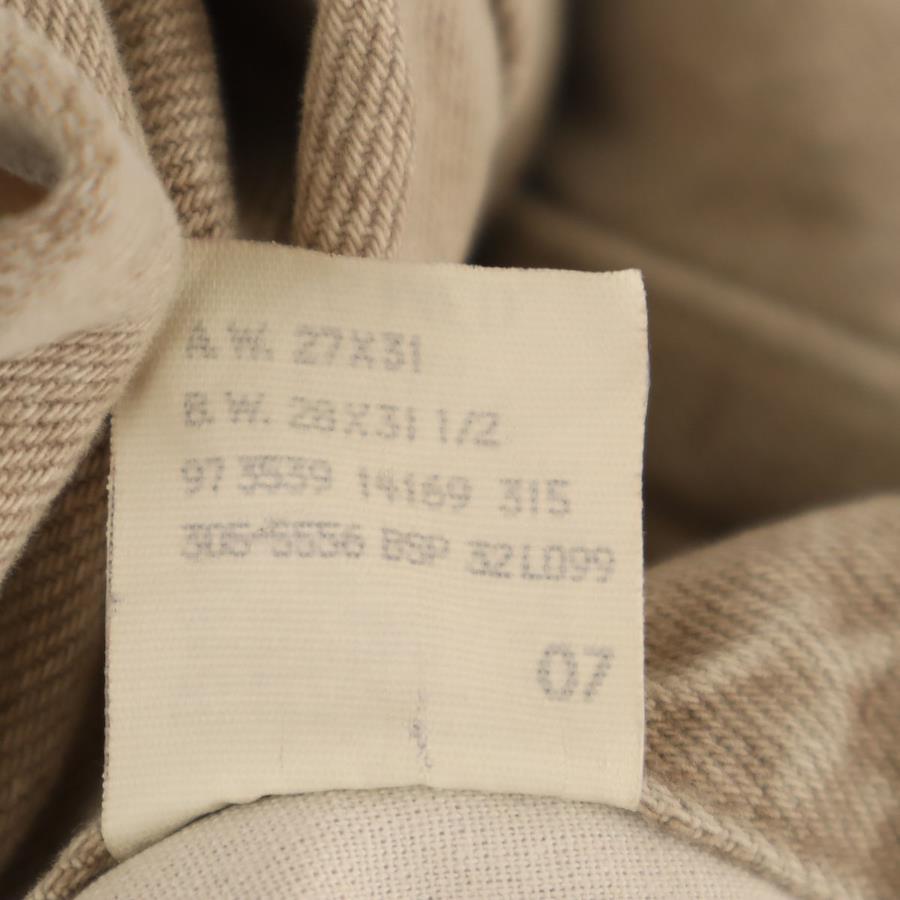 A.W. 27X31
B.W. 28X31 1/2
97 3539 14169 315
305-5556 BSP 32L099
07